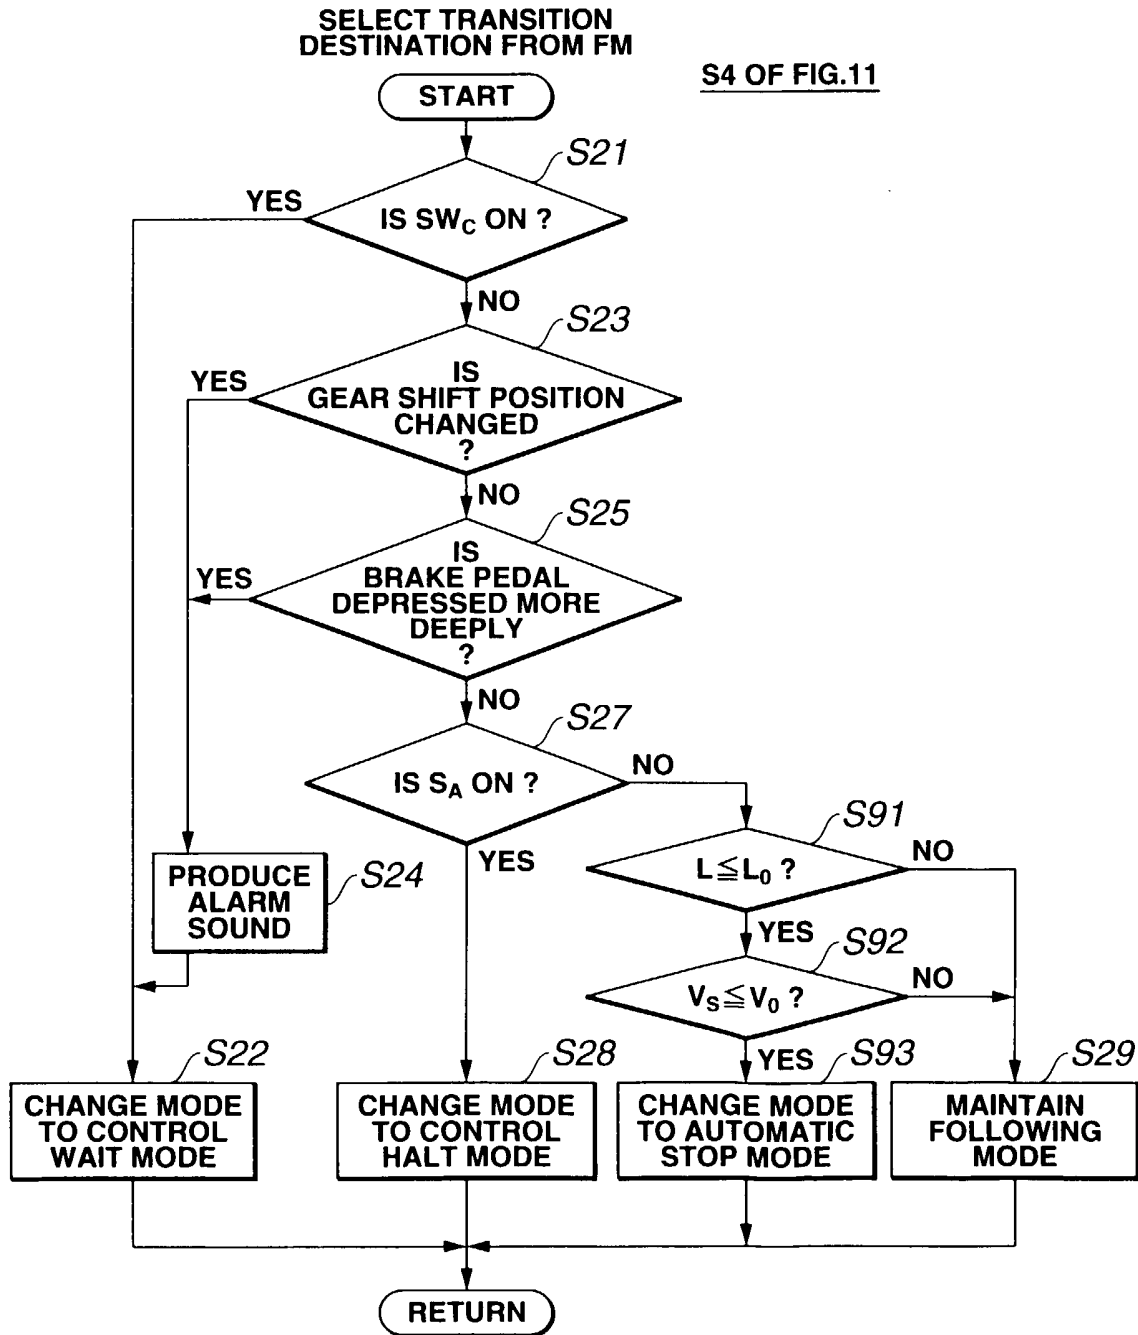 SELECT TRANSITION
DESTINATION FROM FM
S4 OF FIG.11
START
S21
YES
IS SWC ON ?
NO
S23
YES
IS
GEAR SHIFT POSITION
CHANGED
?
NO
S25
YES
IS
BRAKE PEDAL
DEPRESSED MORE
DEEPLY
?
NO
S27
IS SA ON ?
NO
YES
S91
L≦L0 ?
NO
YES
S24
PRODUCE
ALARM
SOUND
S92
VS≦V0 ?
NO
YES
S22
CHANGE MODE
TO CONTROL
WAIT MODE
S28
CHANGE MODE
TO CONTROL
HALT MODE
S93
CHANGE MODE
TO AUTOMATIC
STOP MODE
S29
MAINTAIN
FOLLOWING
MODE
RETURN